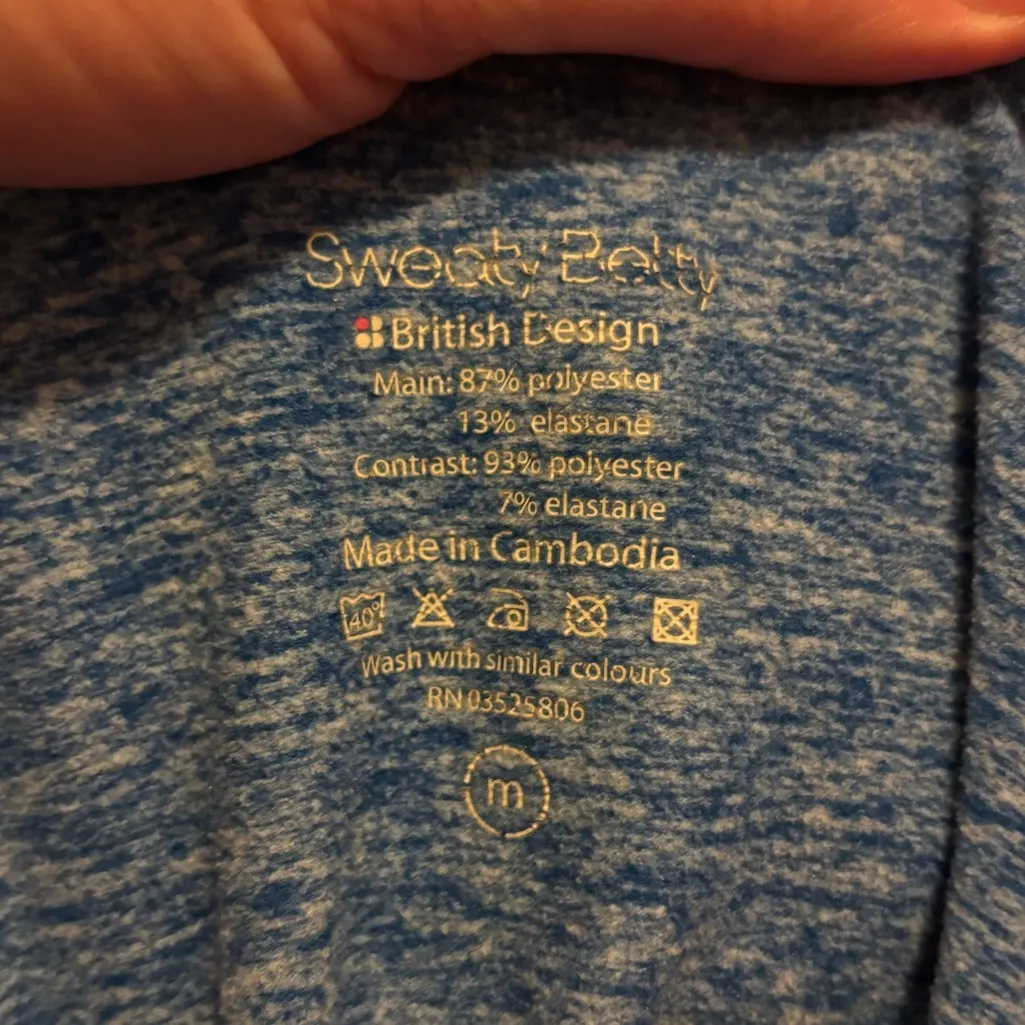 Sweaty Betty
British Design
Main: 87% polyester
13% elastane
Contrast: 93% polyester
7% elastane
Made in Cambodia
40°
Wash with similar colours
RN 03525806
m